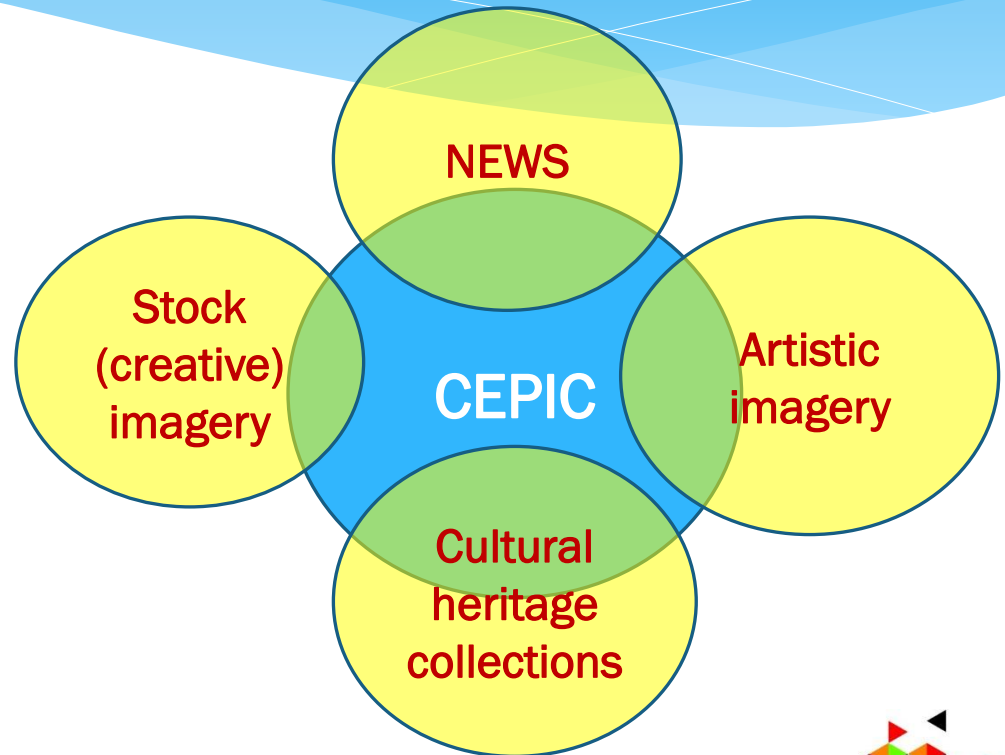 NEWS
Stock
(creative)
imagery
CEPIC
Artistic
imagery
Cultural
heritage
collections